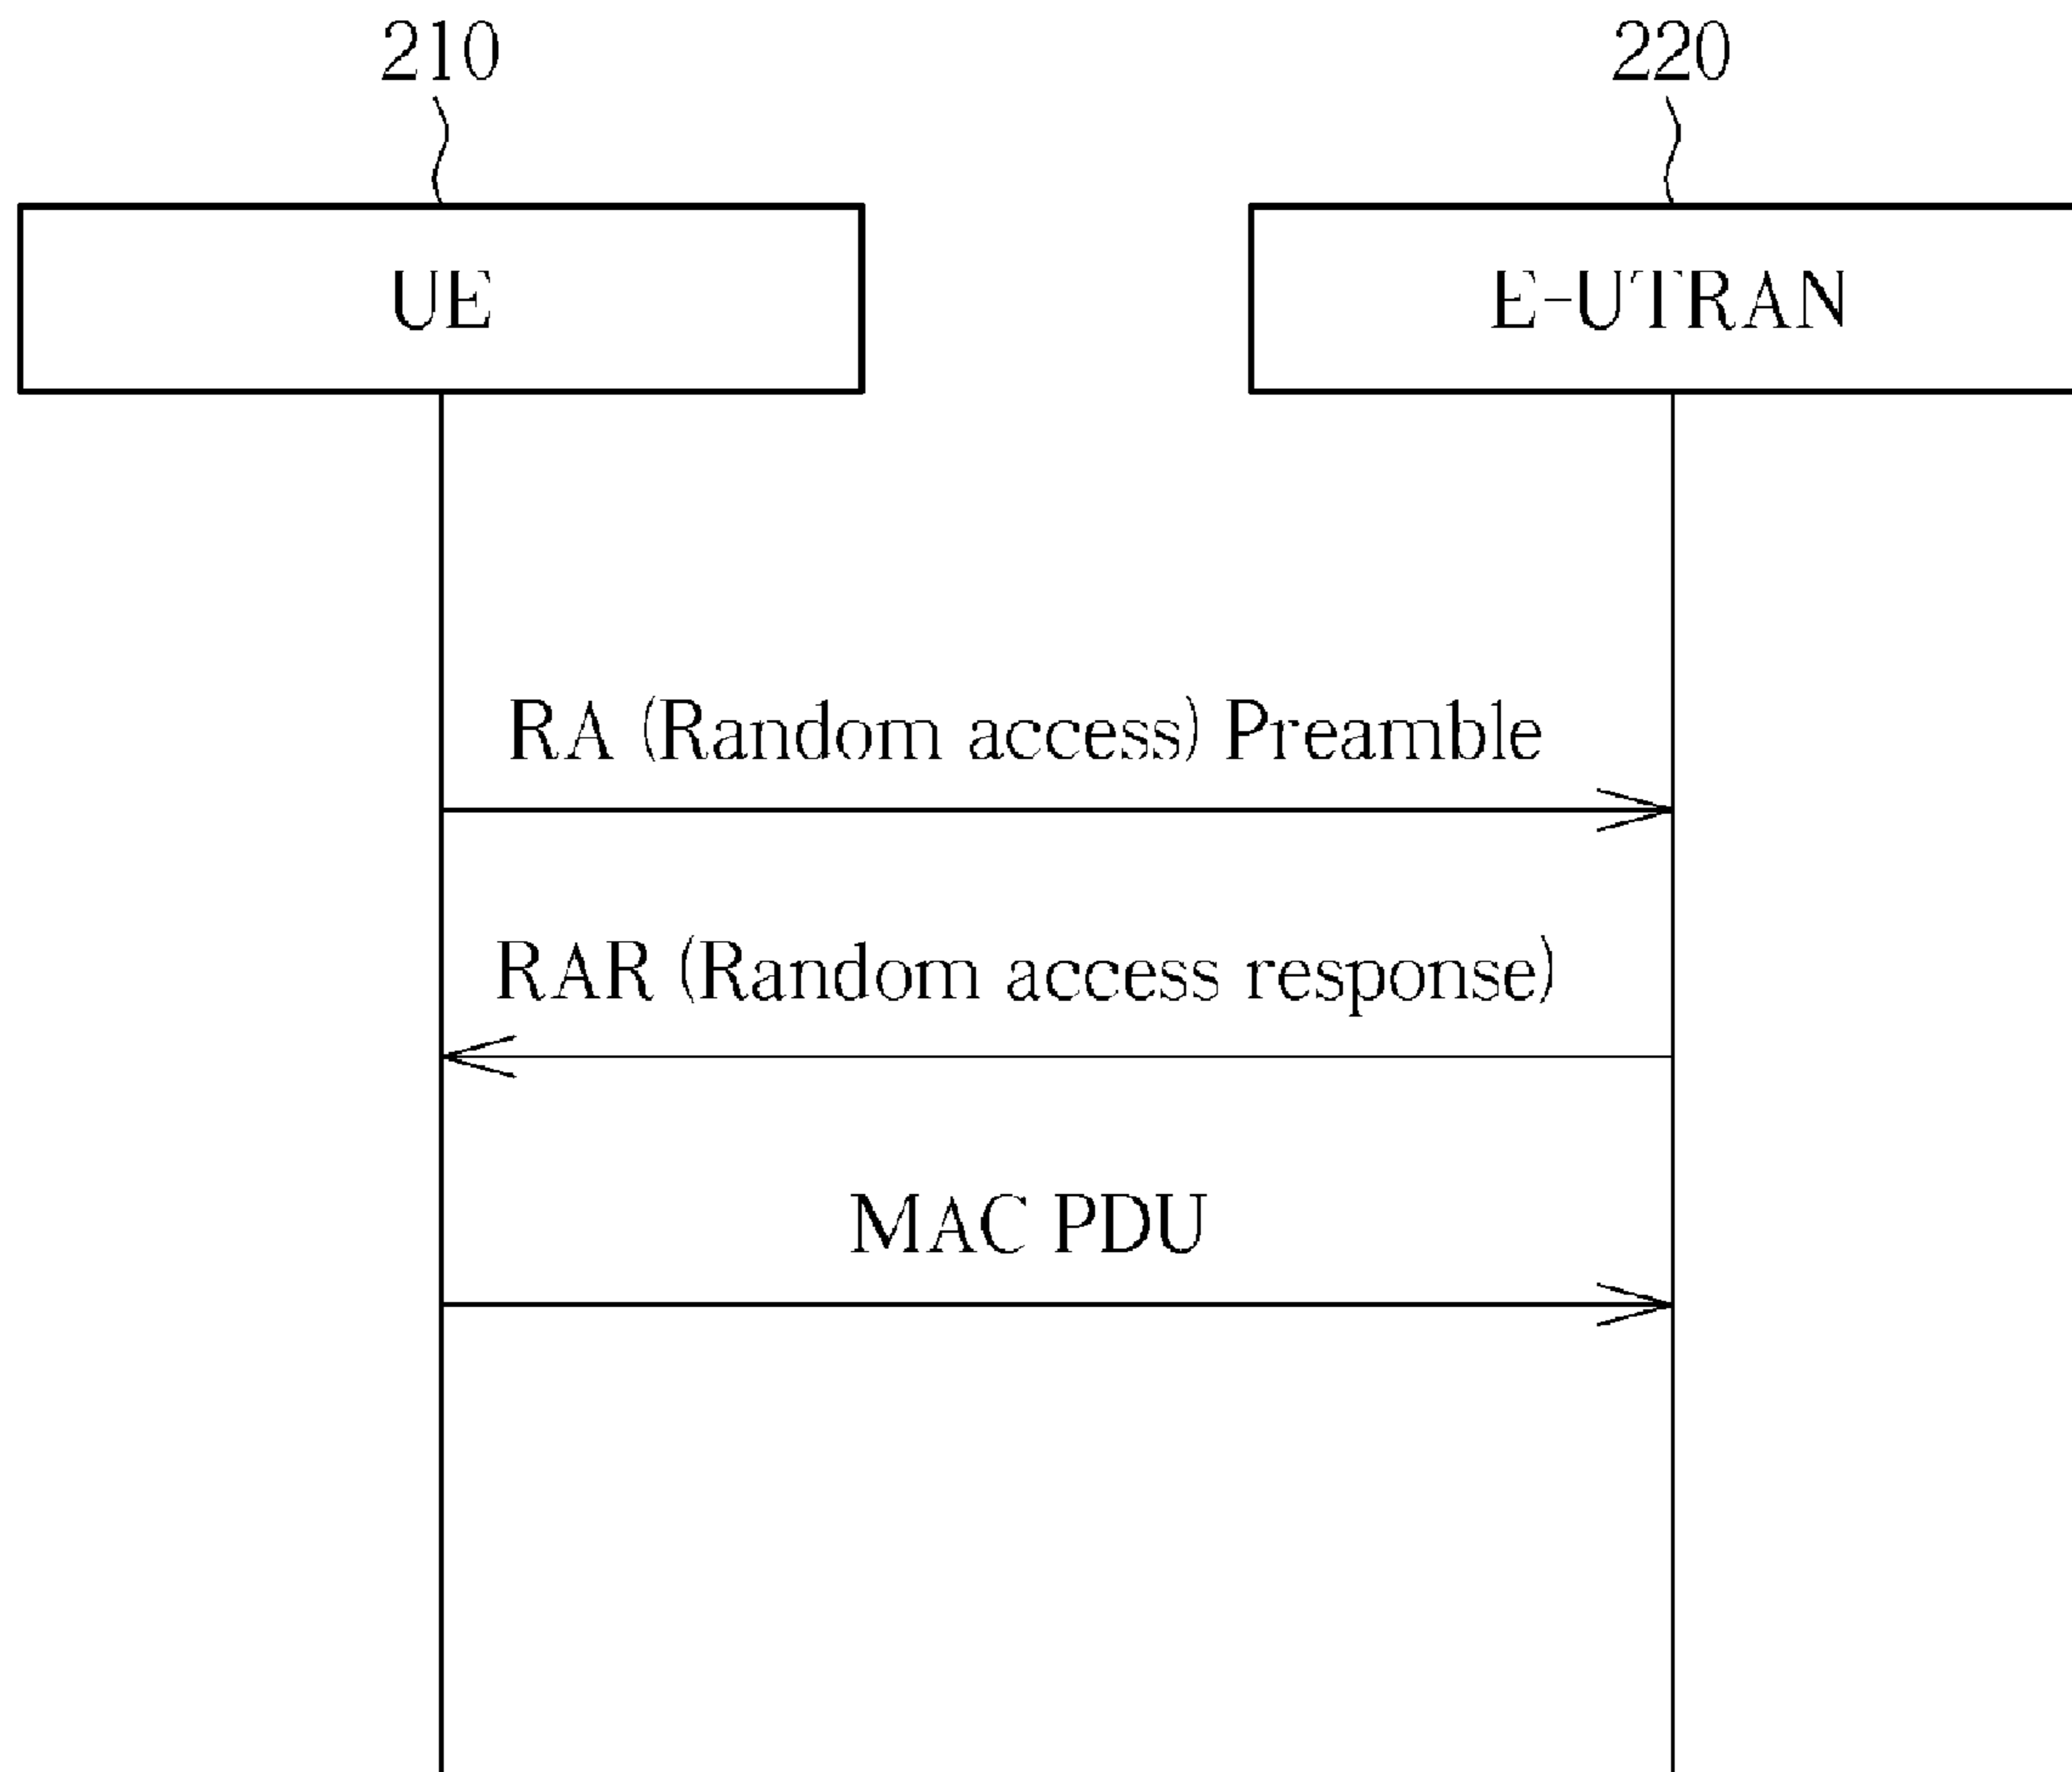 210
220
UE
E-UTRAN
RA (Random access) Preamble
RAR (Random access response)
MAC PDU